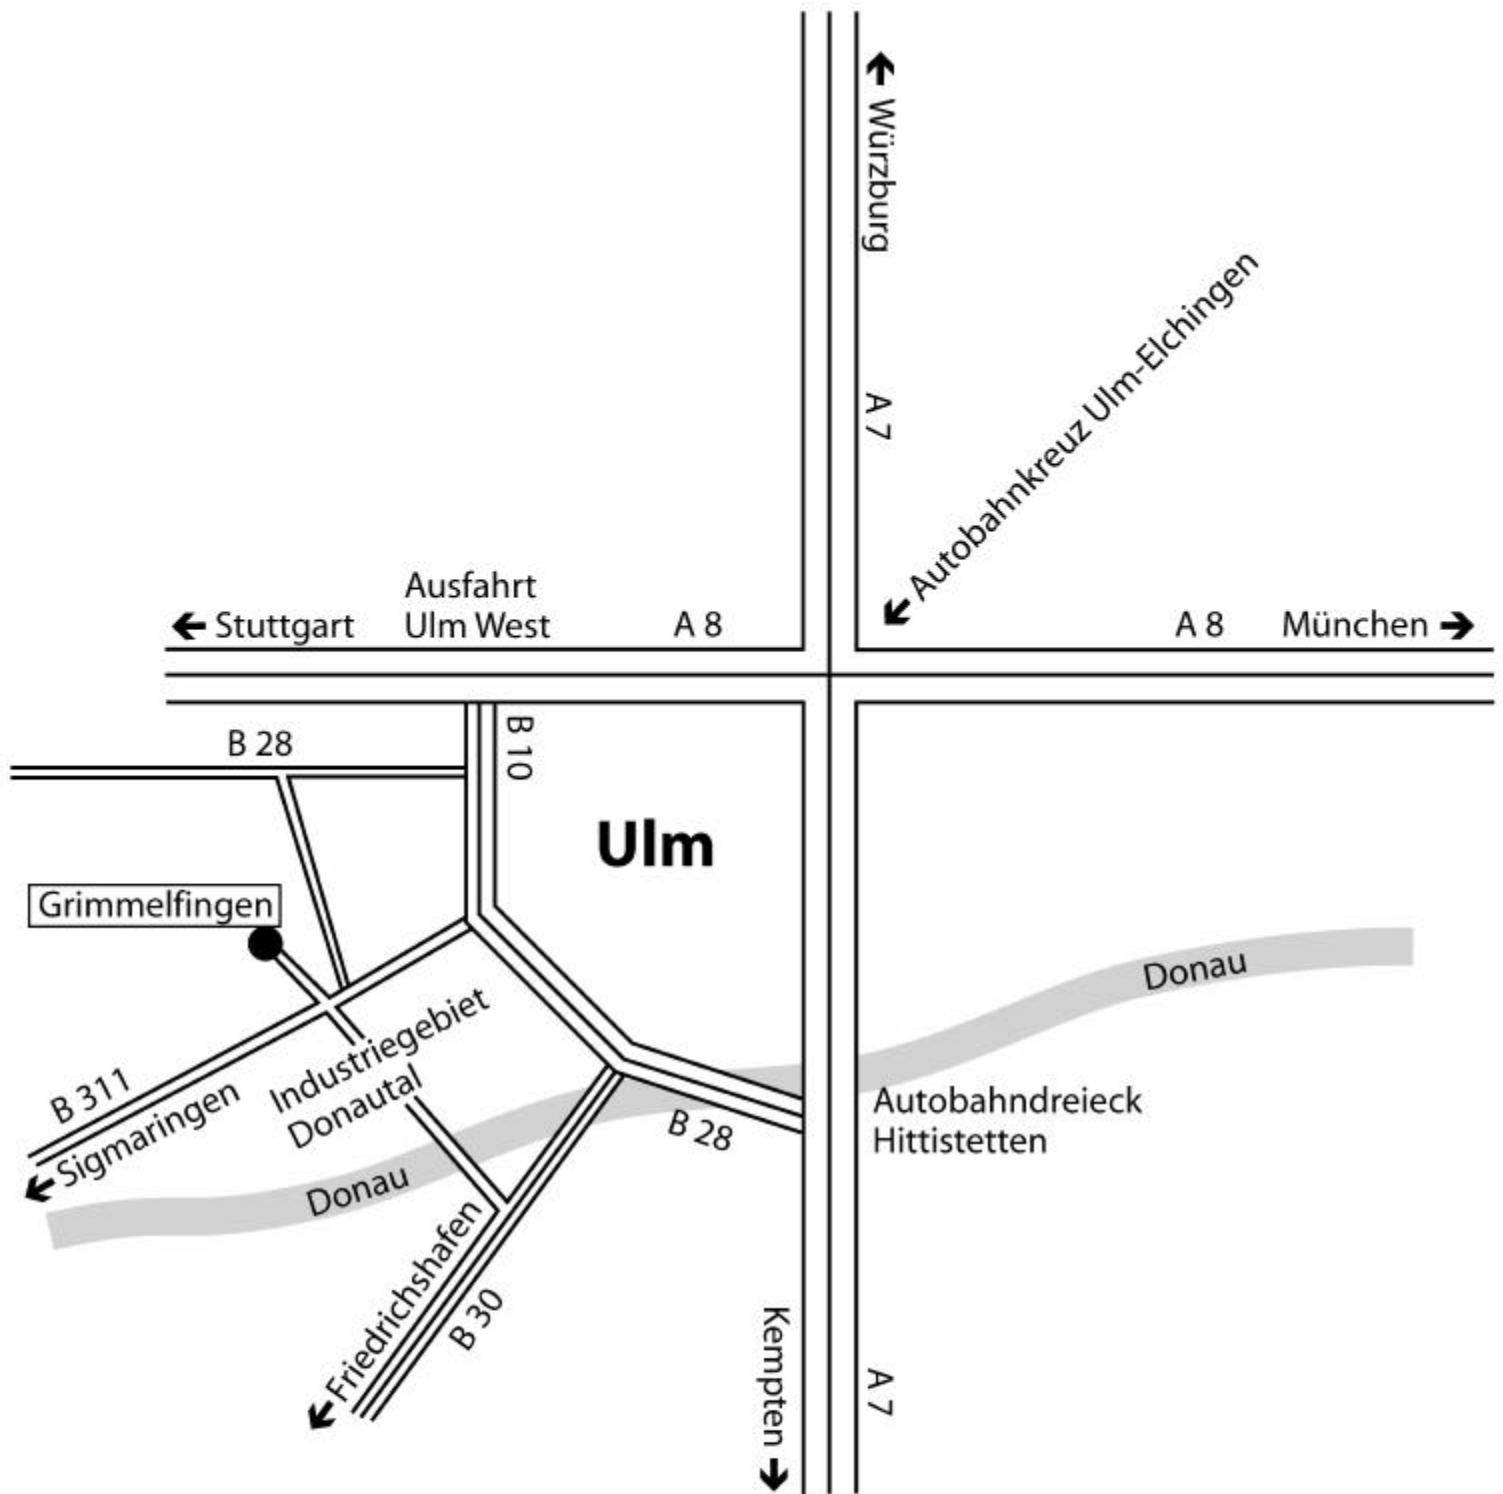 Würzburg
A 7
Autobahnkreuz Ulm-Elchingen
Stuttgart
Ausfahrt
Ulm West
A 8
A 8
München
B 10
B 28
Ulm
Grimmelfingen
Donau
Industriegebiet
Donautal
B 311
Sigmaringen
B 28
Autobahndreieck
Hittistetten
Donau
Friedrichshafen
B 30
Kempten
A 7